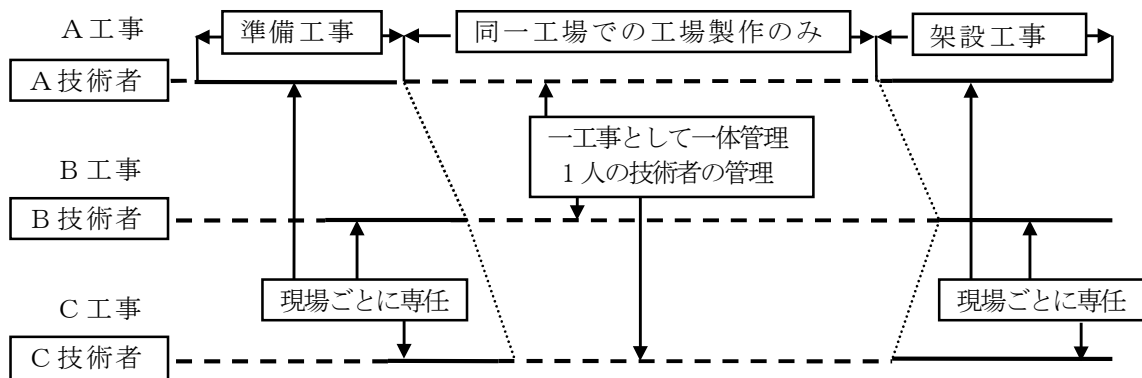 A工事
準備工事
同一工場での工場製作のみ
架設工事
A技術者
一工事として一体管理
1人の技術者の管理
B工事
B技術者
現場ごとに専任
現場ごとに専任
C工事
C技術者